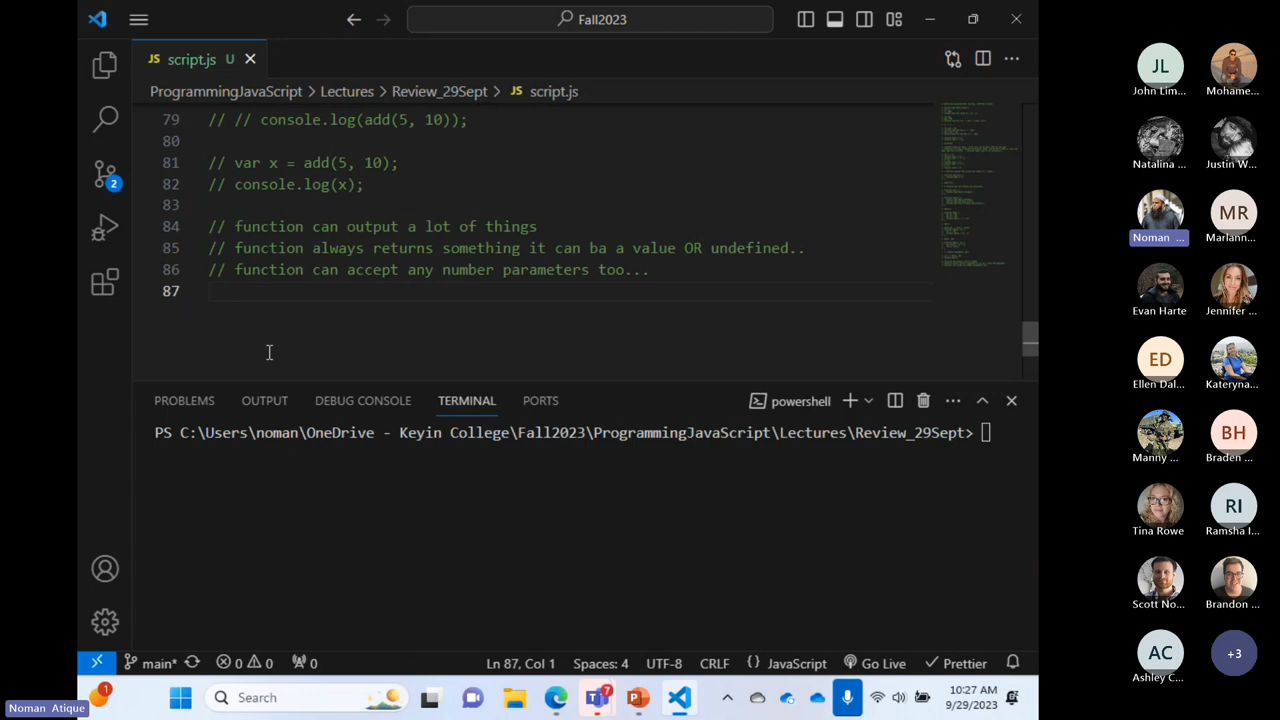 Fall2023
JS script.js U
ProgrammingJavaScript > Lectures > Review_29Sept > JS script.js
79 // // console.log(add(5, 10));
80
81 // var x = add(5, 10);
82 // console.log(x);
83
84 // function can output a lot of things
85 // function always returns something it can ba a value OR undefined..
86 // function can accept any number parameters too...
87
2
PROBLEMS OUTPUT DEBUG CONSOLE TERMINAL PORTS
powershell
PS C:\Users\noman\OneDrive - Keyin College\Fall2023\ProgrammingJavaScript\Lectures\Review_29Sept>
main* 0 0 0
Ln 87, Col 1 Spaces: 4 UTF-8 CRLF {} JavaScript Go Live Prettier
1
Search
7
10:27 AM
9/29/2023
Noman Atique
JL
John Lim...
Mohame...
Natalina ...
Justin W...
Noman ...
MR
Marlann...
Evan Harte
Jennifer ...
ED
Ellen Dal...
Kateryna...
Manny ...
BH
Braden ...
Tina Rowe
RI
Ramsha I...
Scott No...
Brandon ...
AC
Ashley C...
+3